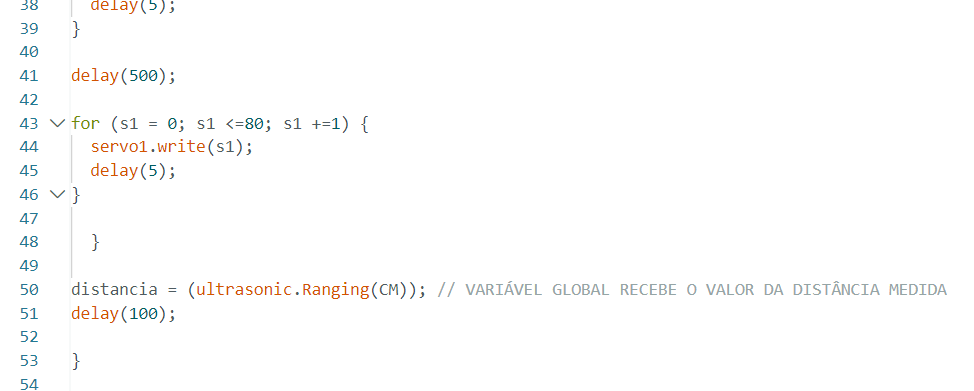 38 delay(5);
39 }
40
41 delay(500);
42
43 for (s1 = 0; s1 <=80; s1 +=1) {
44 servo1.write(s1);
45 delay(5);
46 }
47
48 }
49
50 distancia = (ultrasonic.Ranging(CM)); // VARIÁVEL GLOBAL RECEBE O VALOR DA DISTÂNCIA MEDIDA
51 delay(100);
52
53 }
54